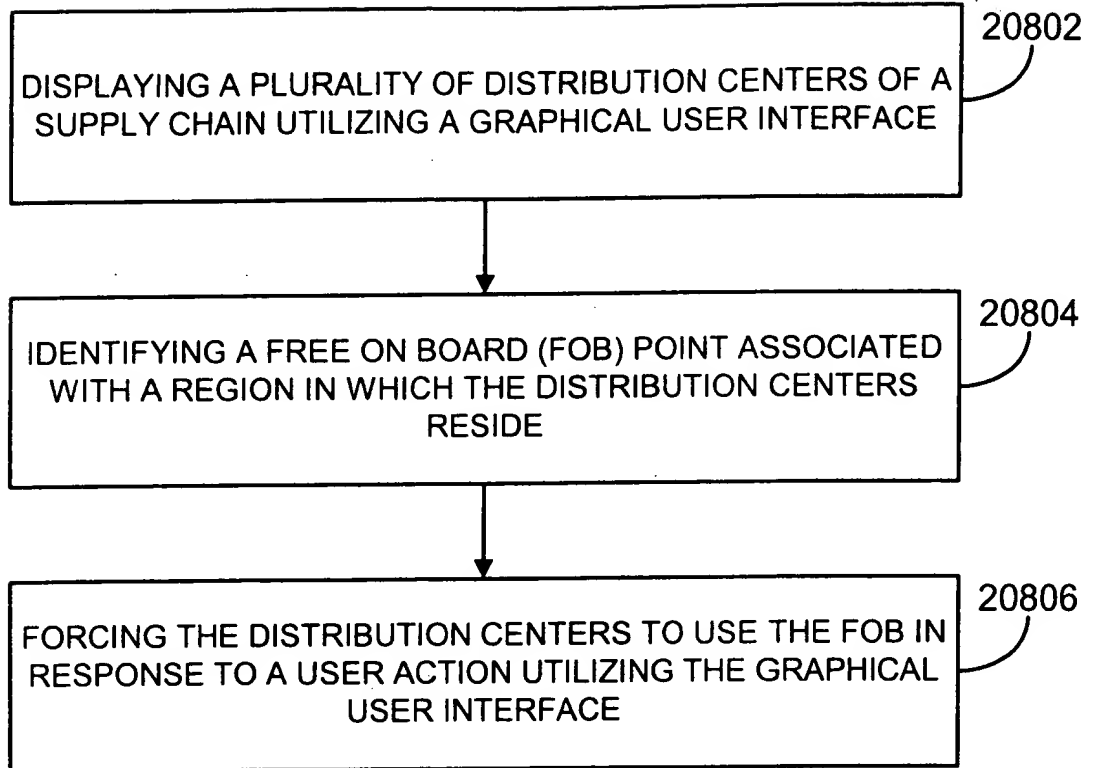 20802
DISPLAYING A PLURALITY OF DISTRIBUTION CENTERS OF A
SUPPLY CHAIN UTILIZING A GRAPHICAL USER INTERFACE
20804
IDENTIFYING A FREE ON BOARD (FOB) POINT ASSOCIATED
WITH A REGION IN WHICH THE DISTRIBUTION CENTERS
RESIDE
20806
FORCING THE DISTRIBUTION CENTERS TO USE THE FOB IN
RESPONSE TO A USER ACTION UTILIZING THE GRAPHICAL
USER INTERFACE